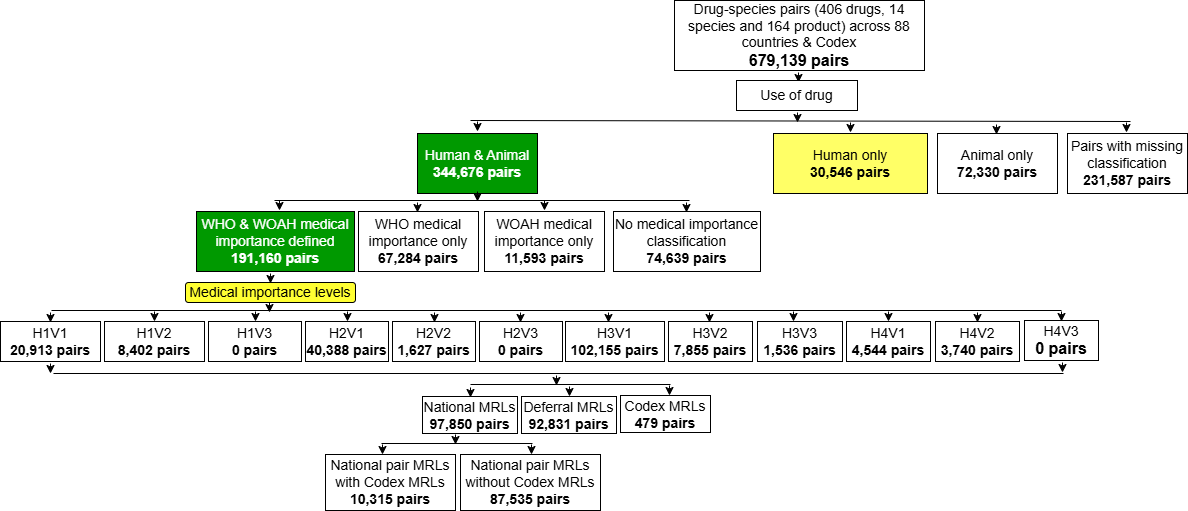 Drug-species pairs (406 drugs, 14
species and 164 product) across 88
countries & Codex
679,139 pairs
Use of drug
Human & Animal
344,676 pairs
Human only
30,546 pairs
Animal only
72,330 pairs
Pairs with missing
classification
231,587 pairs
WHO & WOAH medical
importance defined
191,160 pairs
WHO medical
importance only
67,284 pairs
WOAH medical
importance only
11,593 pairs
No medical importance
classification
74,639 pairs
Medical importance levels
H1V1
20,913 pairs
H1V2
8,402 pairs
H1V3
0 pairs
H2V1
40,388 pairs
H2V2
1,627 pairs
H2V3
0 pairs
H3V1
102,155 pairs
H3V2
7,855 pairs
H3V3
1,536 pairs
H4V1
4,544 pairs
H4V2
3,740 pairs
H4V3
0 pairs
National MRLs
97,850 pairs
Deferral MRLs
92,831 pairs
Codex MRLs
479 pairs
National pair MRLs
with Codex MRLs
10,315 pairs
National pair MRLs
without Codex MRLs
87,535 pairs